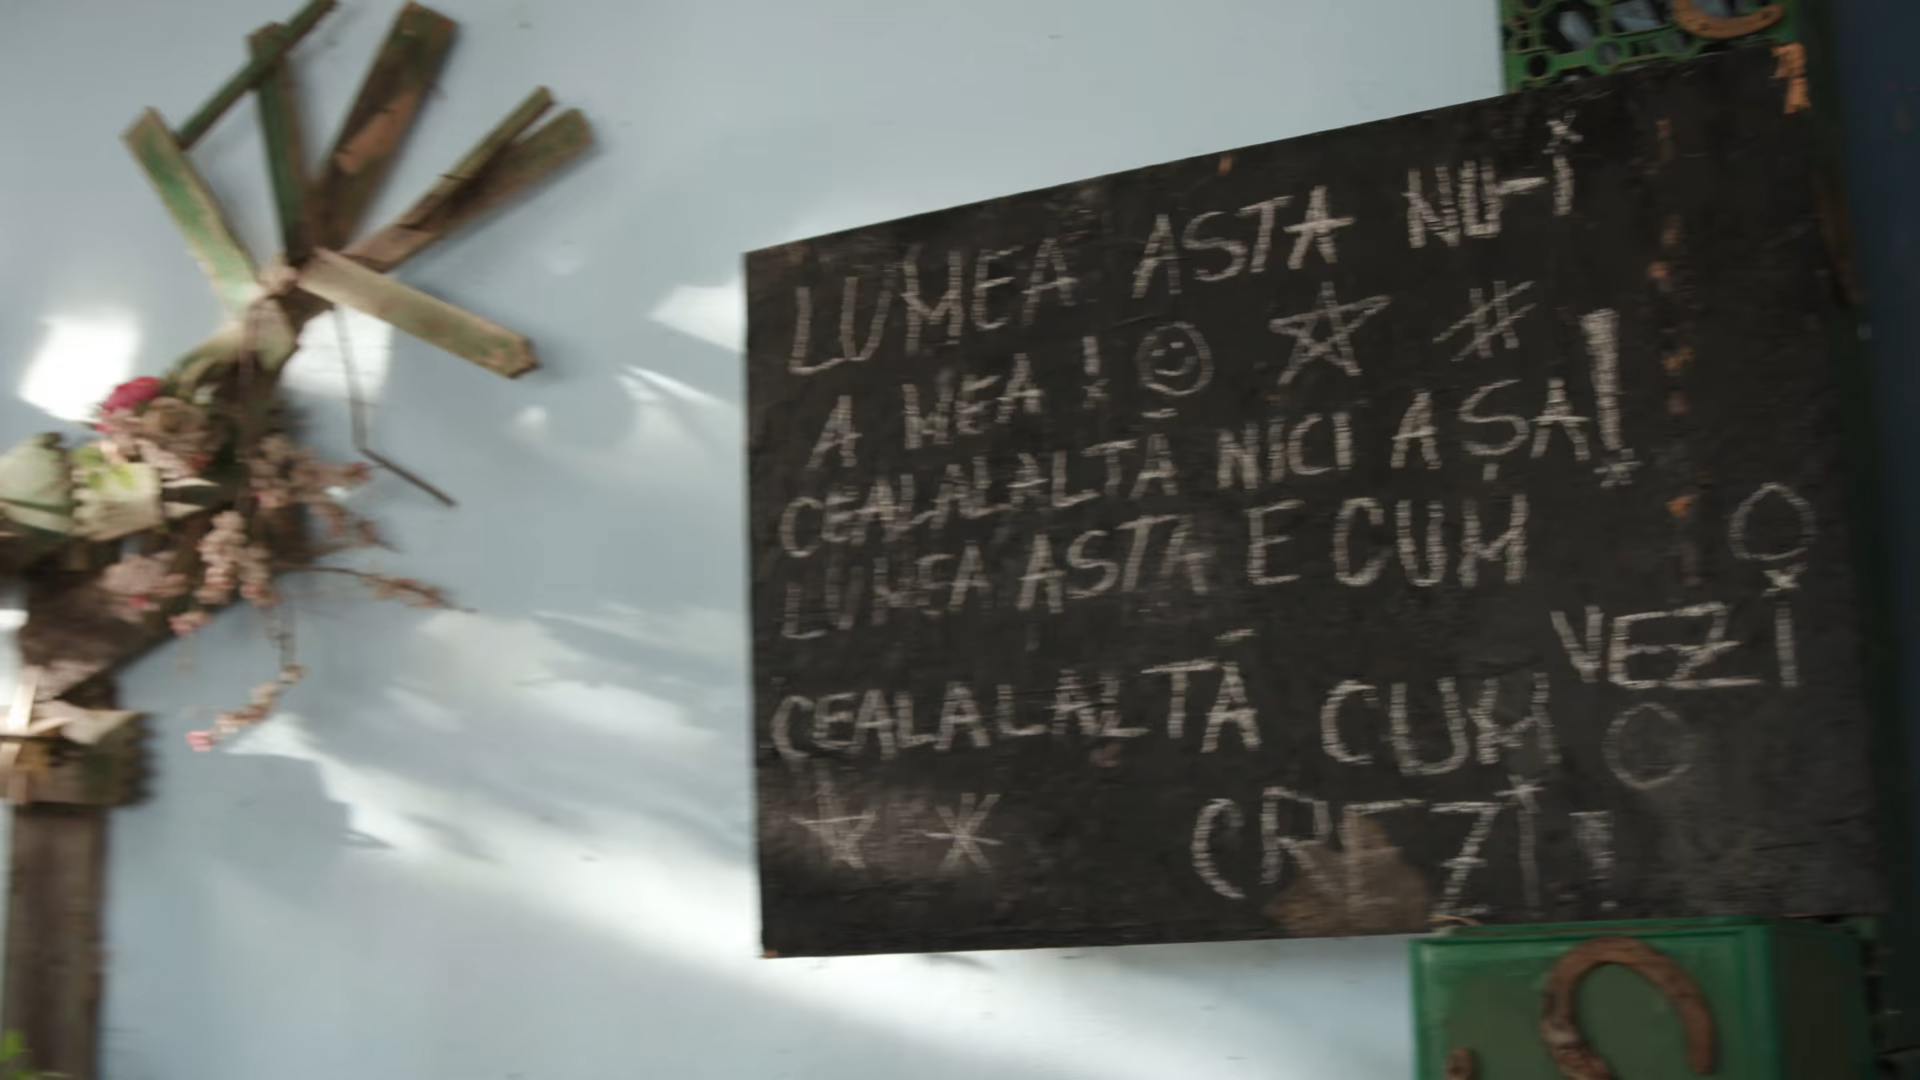 LUMEA ASTA NU-I
A MEA!
CEALALALTĂ NICI AȘA!
LUMEA ASTA E CUM
VEZI
CEALALALTĂ CUM
CREZI!